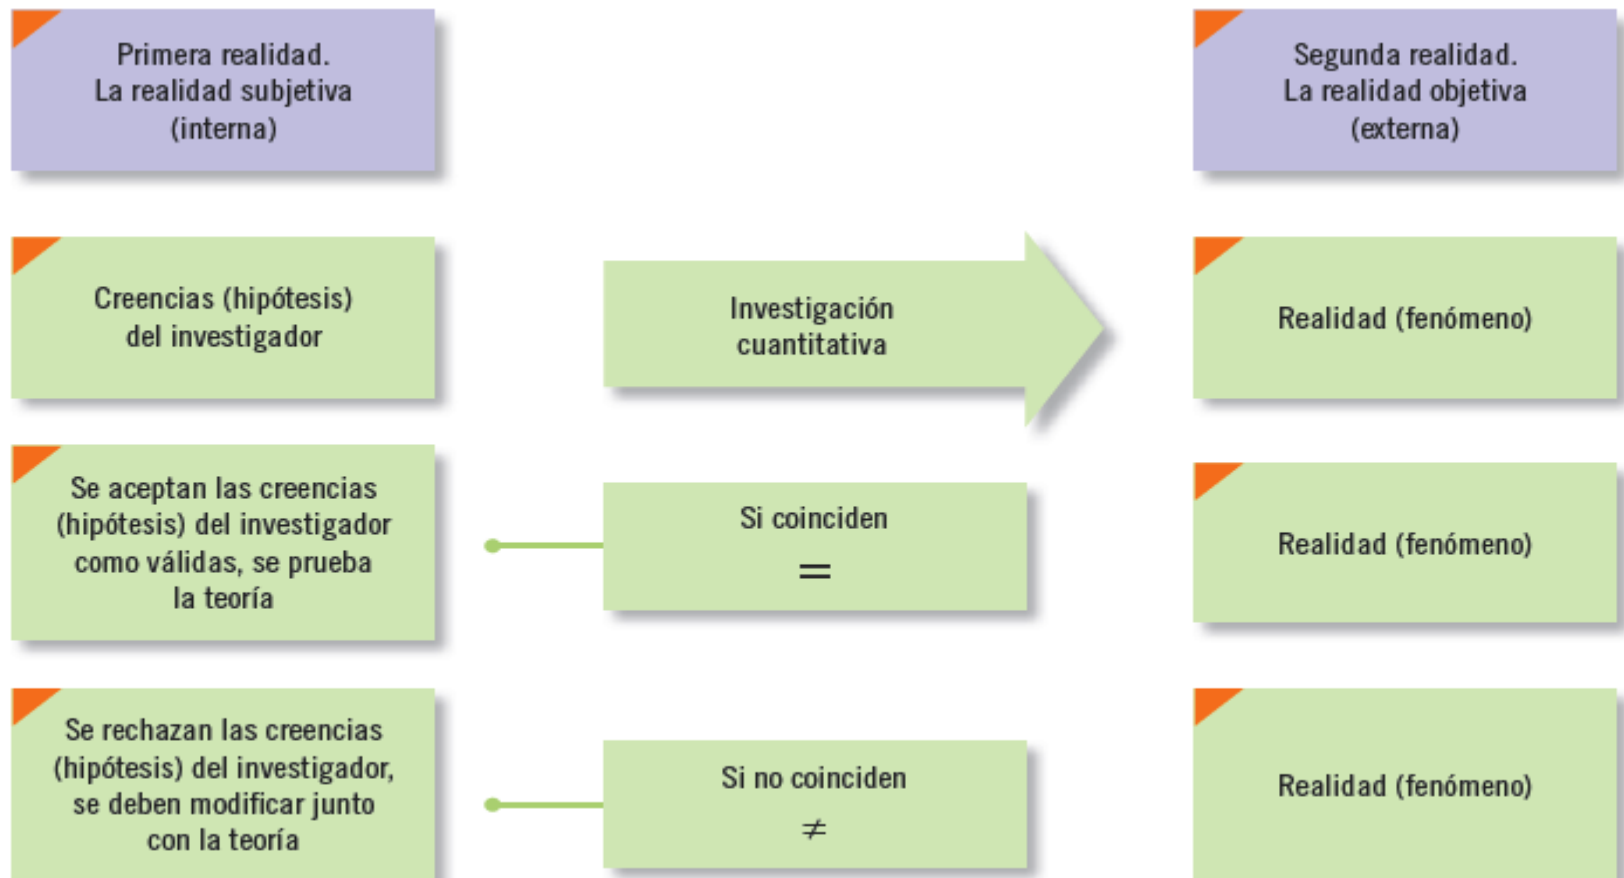 Primera realidad.
La realidad subjetiva
(interna)
Segunda realidad.
La realidad objetiva
(externa)
Creencias (hipótesis)
del investigador
Investigación
cuantitativa
Realidad (fenómeno)
Se aceptan las creencias
(hipótesis) del investigador
como válidas, se prueba
la teoría
Si coinciden
=
Realidad (fenómeno)
Se rechazan las creencias
(hipótesis) del investigador,
se deben modificar junto
con la teoría
Si no coinciden
≠
Realidad (fenómeno)